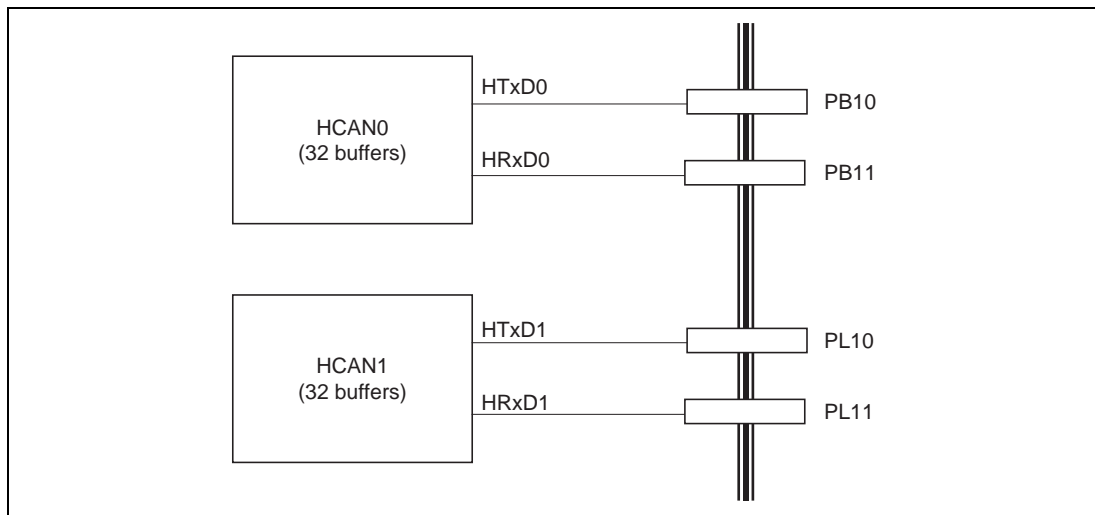 HCAN0
(32 buffers)
HTxD0
HRxD0
PB10
PB11
HCAN1
(32 buffers)
HTxD1
HRxD1
PL10
PL11